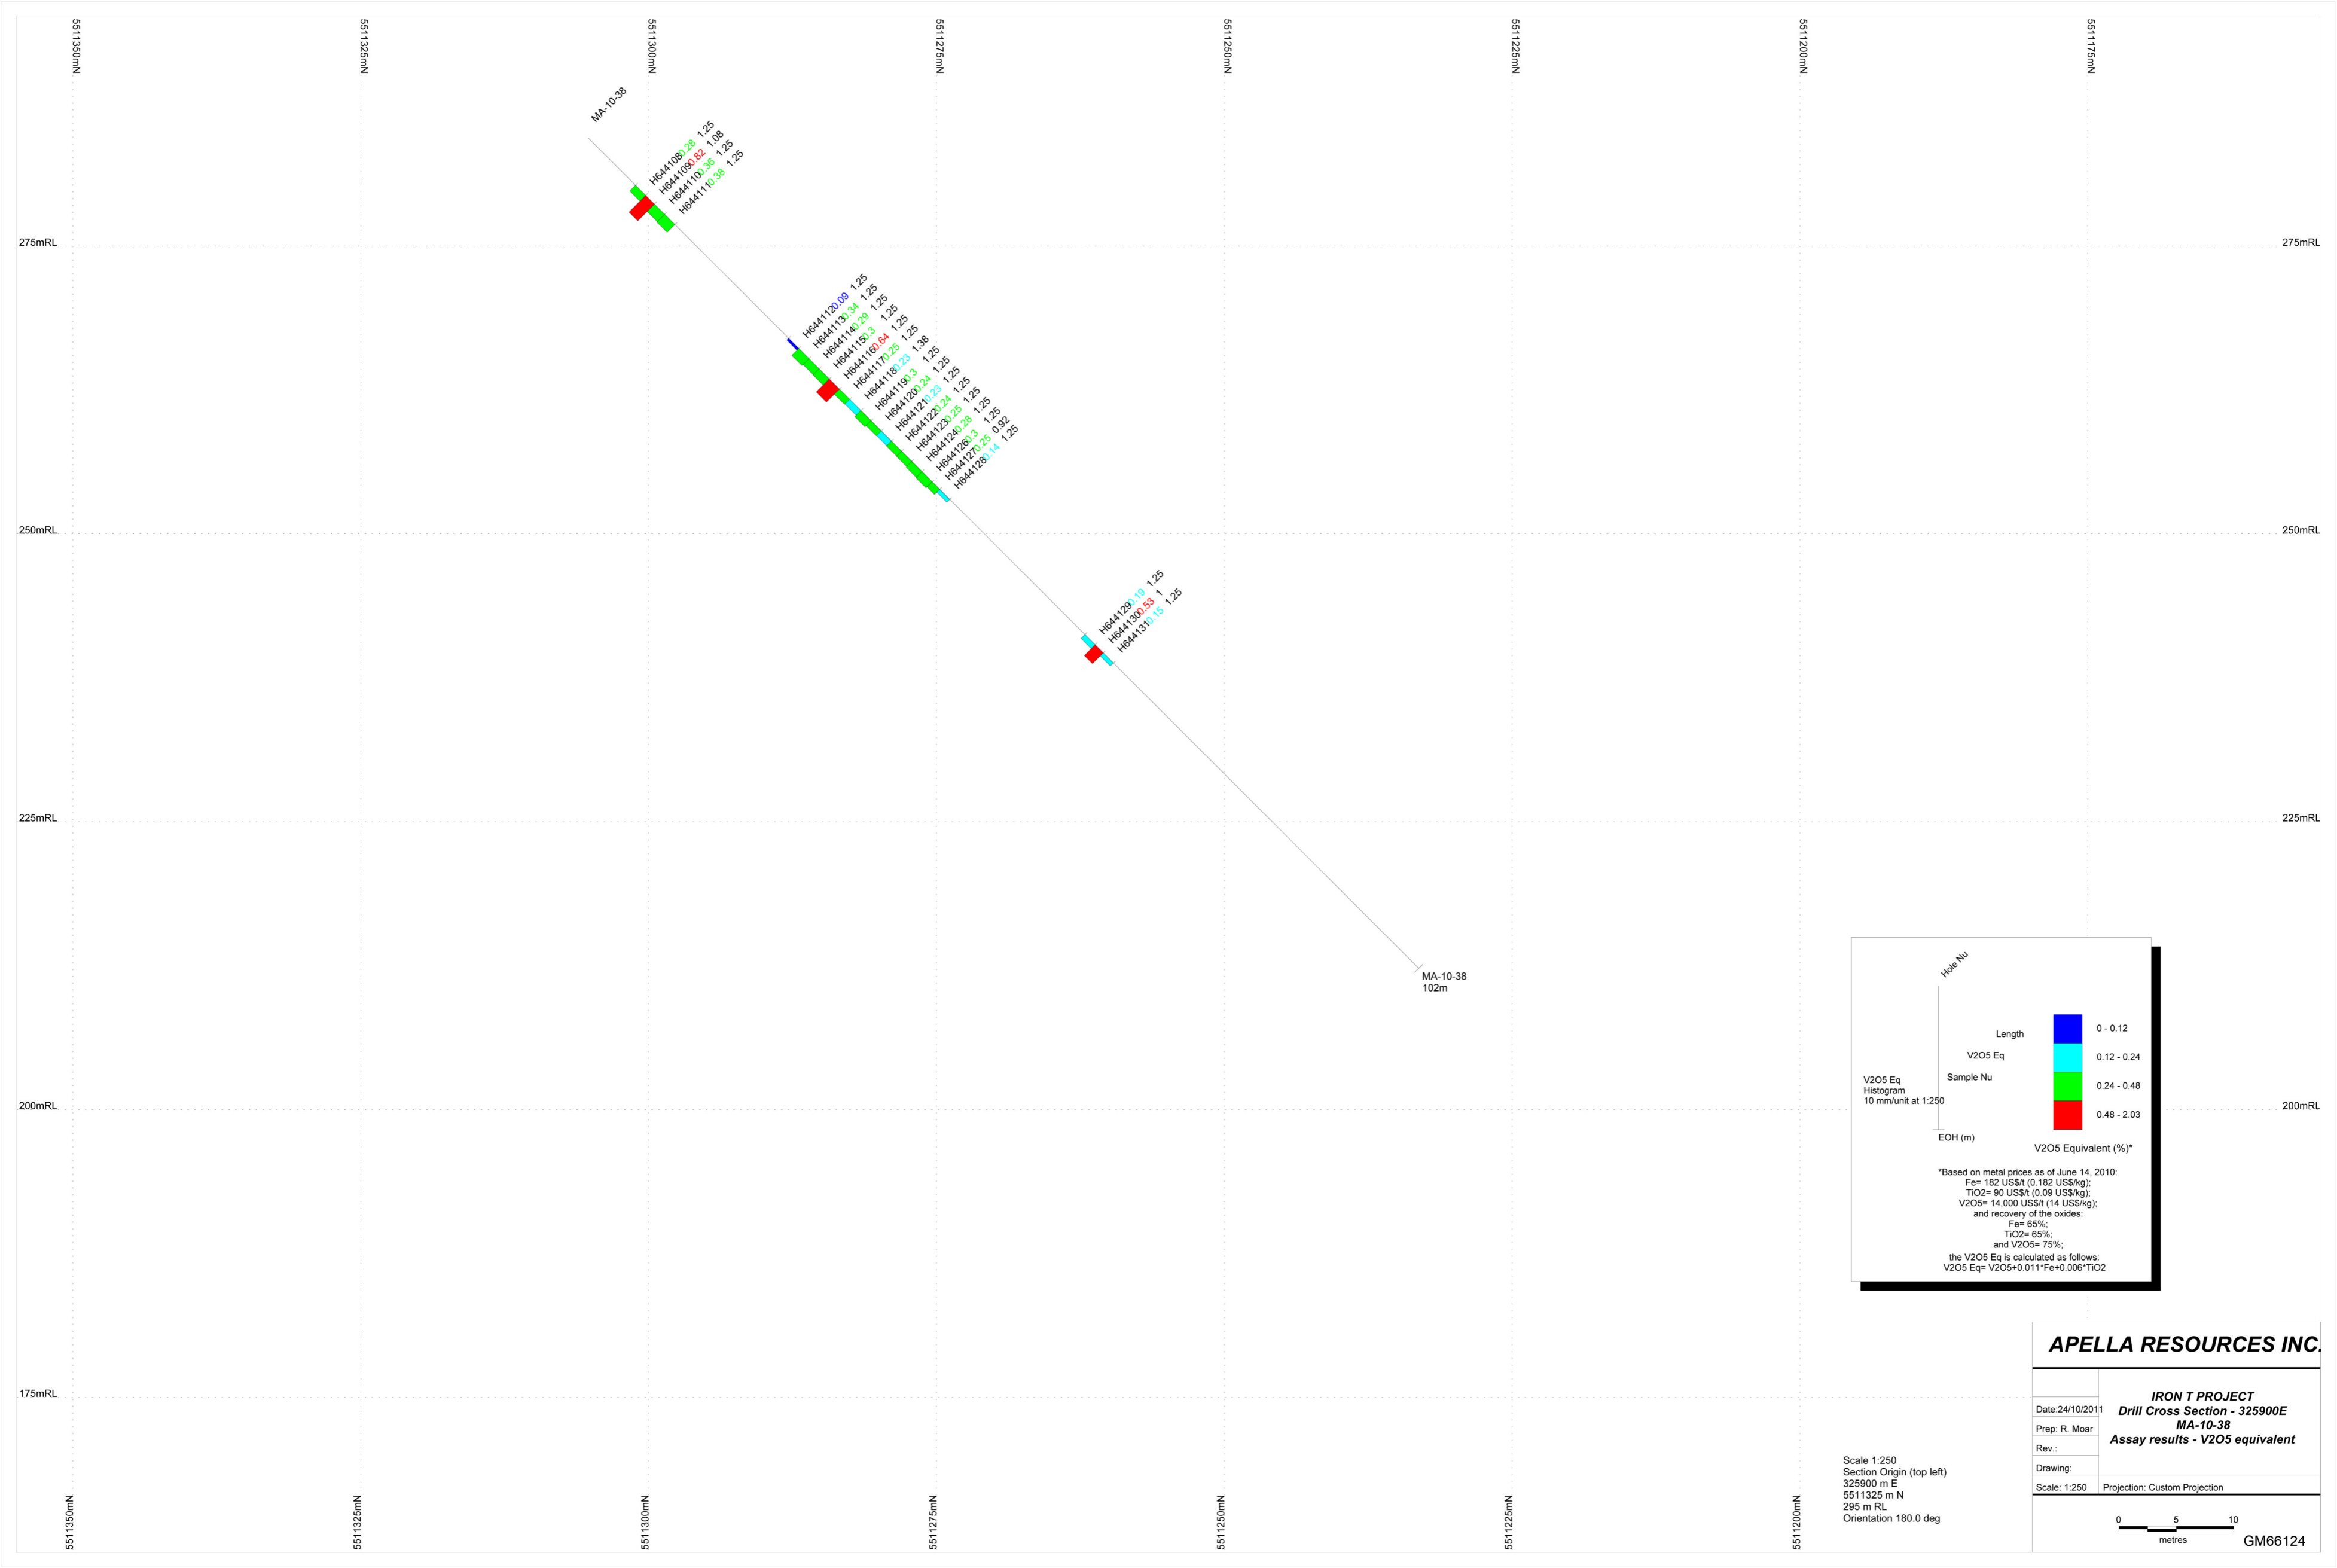 5511350mN
5511325mN
5511300mN
5511275mN
5511250mN
5511225mN
5511200mN
5511175mN
MA-10-38
H644108 0.28 1.25
H644109 0.82 1.08
H644110 0.36 1.25
H644111 0.38 1.25
275mRL
275mRL
H644112 0.09 1.25
H644113 0.34 1.25
H644114 0.29 1.25
H644115 0.3 1.25
H644116 0.64 1.25
H644117 0.25 1.25
H644118 0.23 1.38
H644119 0.3 1.25
H644120 0.24 1.25
H644121 0.23 1.25
H644122 0.24 1.25
H644123 0.25 1.25
H644124 0.28 1.25
H644126 0.3 1.25
H644127 0.25 0.92
H644128 0.14 1.25
250mRL
250mRL
H644129 0.19 1.25
H644130 0.53 1
H644131 0.15 1.25
225mRL
225mRL
MA-10-38
102m
200mRL
200mRL
Hole Nu
Length
V2O5 Eq
Sample Nu
V2O5 Eq
Histogram
10 mm/unit at 1:250
EOH (m)
0 - 0.12
0.12 - 0.24
0.24 - 0.48
0.48 - 2.03
V2O5 Equivalent (%)*
*Based on metal prices as of June 14, 2010:
Fe= 182 US$/t (0.182 US$/kg);
TiO2= 90 US$/t (0.09 US$/kg);
V2O5= 14,000 US$/t (14 US$/kg);
and recovery of the oxides:
Fe= 65%;
TiO2= 65%;
and V2O5= 75%;
the V2O5 Eq is calculated as follows:
V2O5 Eq= V2O5+0.011*Fe+0.006*TiO2
175mRL
APELLA RESOURCES INC.
IRON T PROJECT
Drill Cross Section - 325900E
MA-10-38
Assay results - V2O5 equivalent
Date:24/10/2011
Prep: R. Moar
Rev.:
Drawing:
Scale: 1:250
Projection: Custom Projection
0 5 10
metres
GM66124
Scale 1:250
Section Origin (top left)
325900 m E
5511325 m N
295 m RL
Orientation 180.0 deg
5511350mN
5511325mN
5511300mN
5511275mN
5511250mN
5511225mN
5511200mN